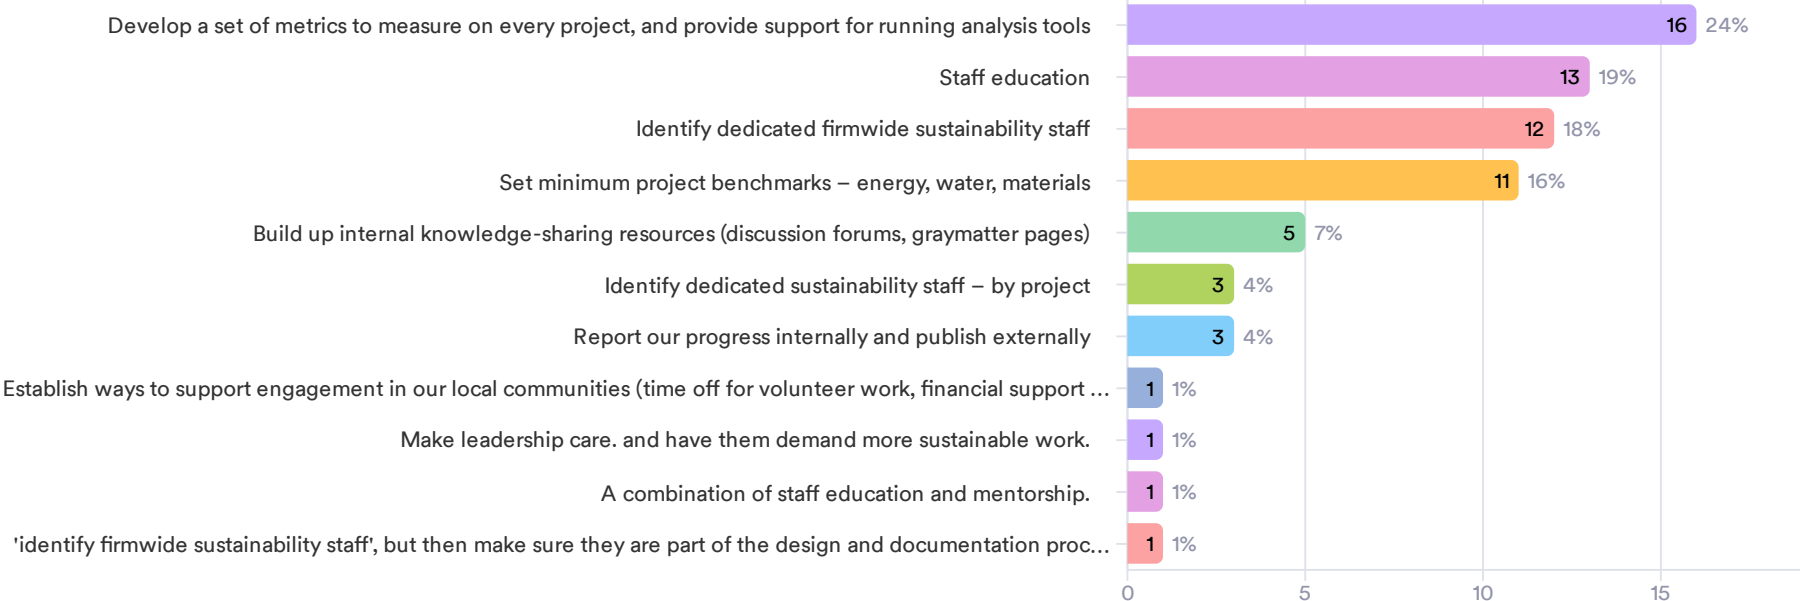 Develop a set of metrics to measure on every project, and provide support for running analysis tools 16 24%
Staff education 13 19%
Identify dedicated firmwide sustainability staff 12 18%
Set minimum project benchmarks – energy, water, materials 11 16%
Build up internal knowledge-sharing resources (discussion forums, graymatter pages) 5 7%
Identify dedicated sustainability staff – by project 3 4%
Report our progress internally and publish externally 3 4%
Establish ways to support engagement in our local communities (time off for volunteer work, financial support ... 1 1%
Make leadership care. and have them demand more sustainable work. 1 1%
A combination of staff education and mentorship. 1 1%
'identify firmwide sustainability staff', but then make sure they are part of the design and documentation proc... 1 1%
0 5 10 15